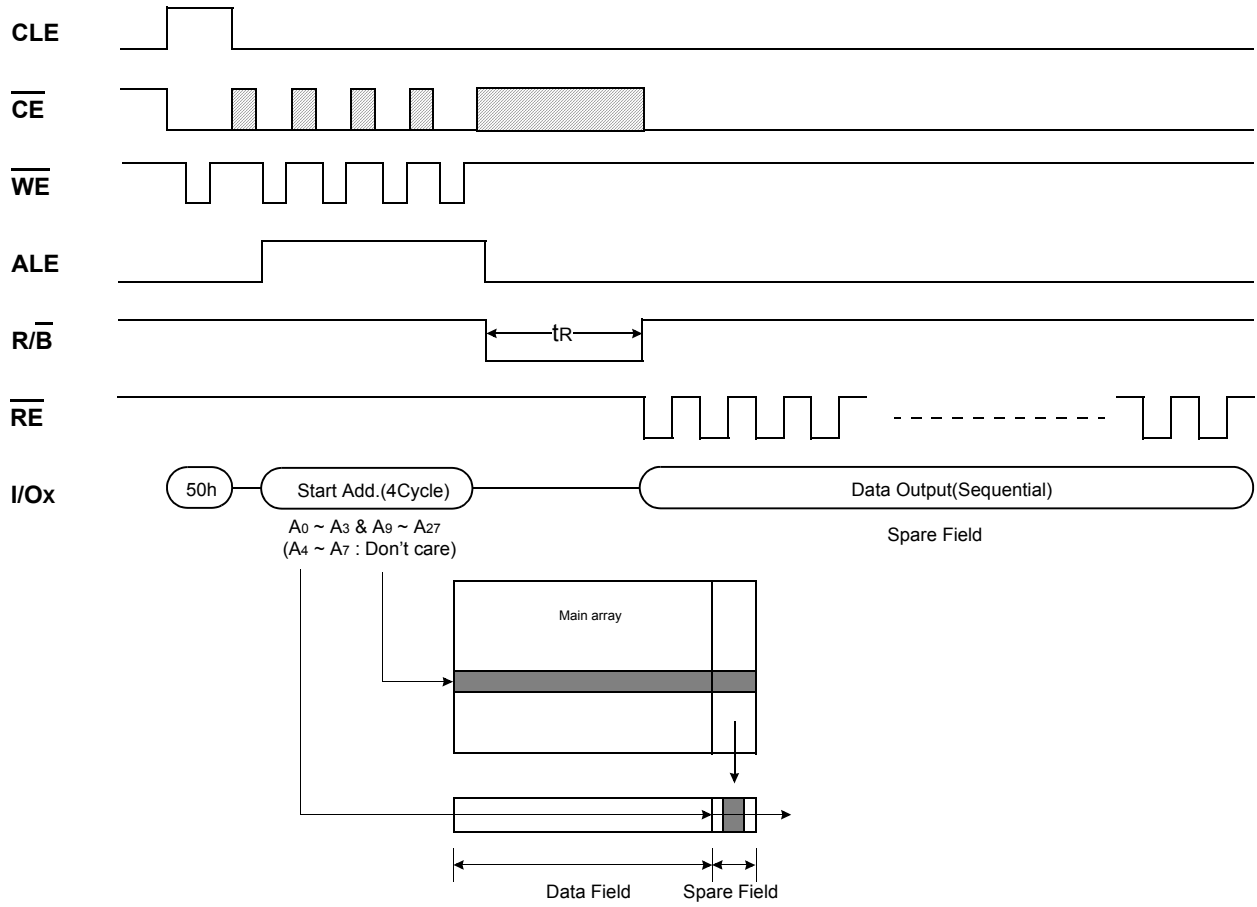 CLE
CE
WE
ALE
R/B
tR
RE
I/Ox
50h
Start Add.(4Cycle)
Data Output(Sequential)
A0 ~ A3 & A9 ~ A27
(A4 ~ A7 : Don't care)
Spare Field
Main array
Data Field
Spare Field